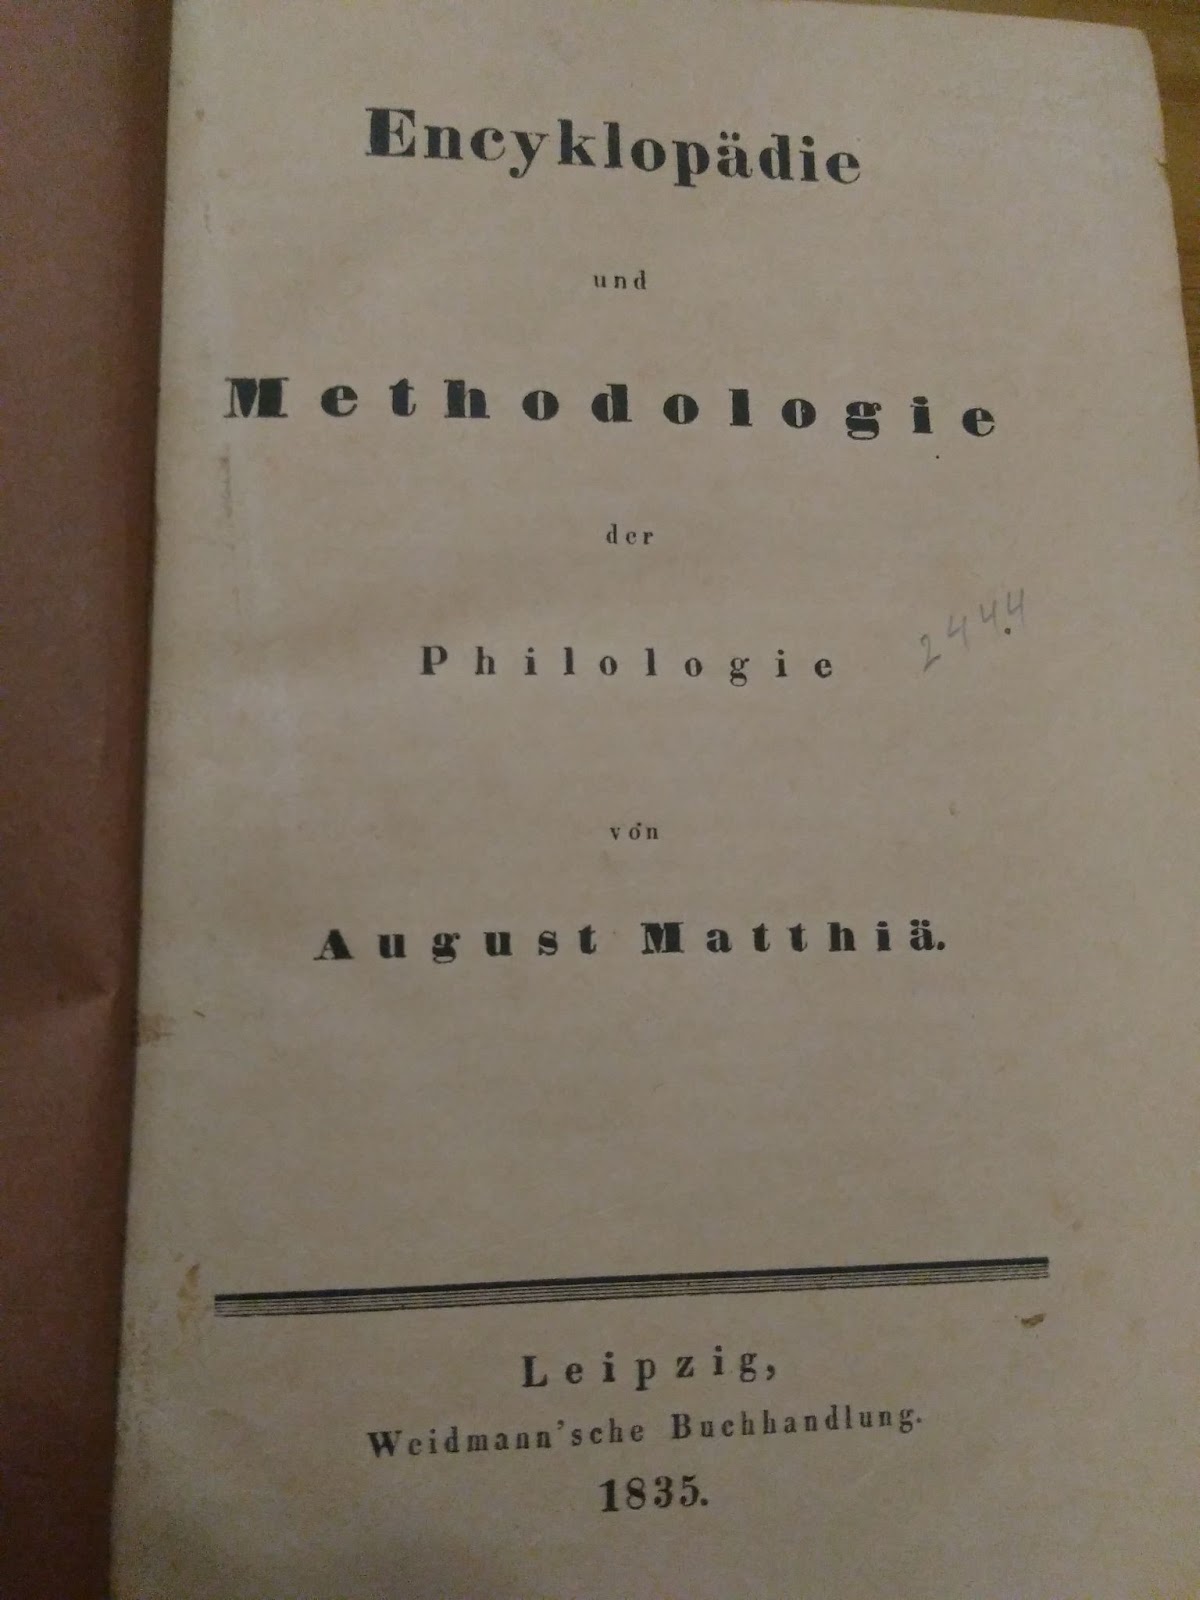 Encyklopädie
und
Methodologie
der
Philologie
2444
von
August Matthiä.
Leipzig,
Weidmann'sche Buchhandlung.
1835.